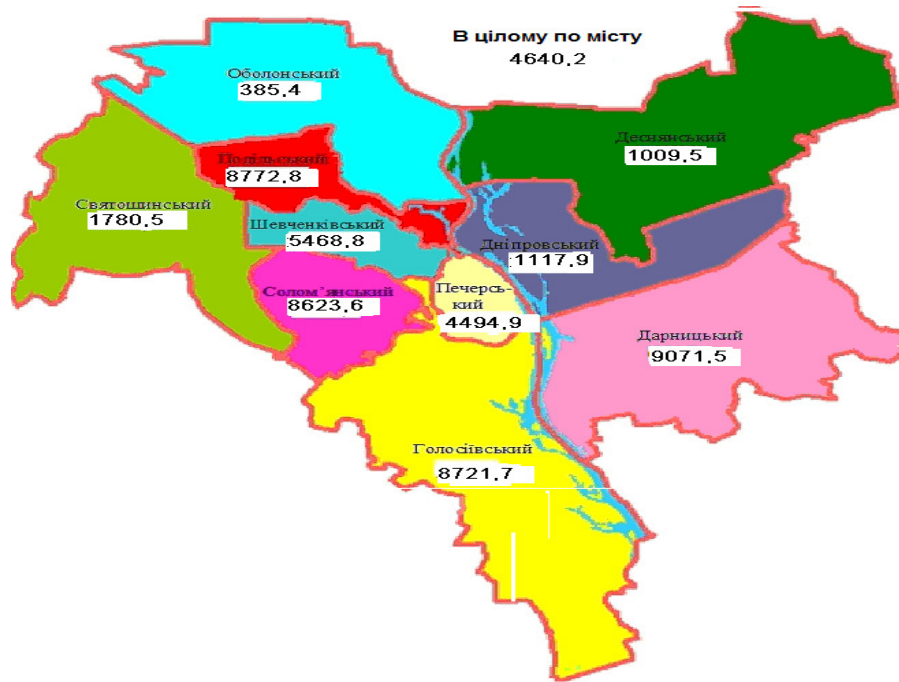 В цілому по місту
4640.2
Оболонський
385.4
Деснянський
1009.5
Подільський
8772.8
Святошинський
1780.5
Шевченківський
5468.8
Дніпровський
1117.9
Солом’янський
8623.6
Печерсь-
кий
4494.9
Дарницький
9071.5
Голосіївський
8721.7